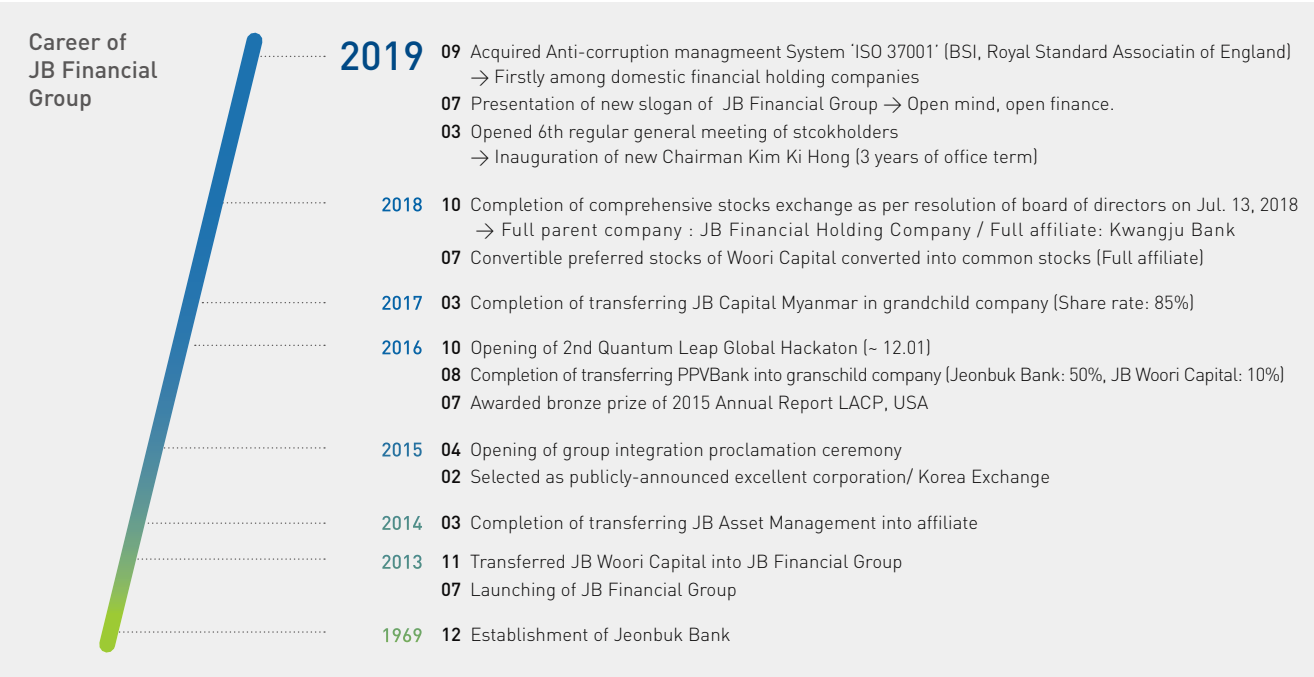 Career of
JB Financial
Group
2019 09 Acquired Anti-corruption managmeent System 'ISO 37001' (BSI, Royal Standard Associatin of England)
→ Firstly among domestic financial holding companies
07 Presentation of new slogan of JB Financial Group → Open mind, open finance.
03 Opened 6th regular general meeting of stcokholders
→ Inauguration of new Chairman Kim Ki Hong (3 years of office term)
2018 10 Completion of comprehensive stocks exchange as per resolution of board of directors on Jul. 13, 2018
→ Full parent company : JB Financial Holding Company / Full affiliate: Kwangju Bank
07 Convertible preferred stocks of Woori Capital converted into common stocks (Full affiliate)
2017 03 Completion of transferring JB Capital Myanmar in grandchild company (Share rate: 85%)
2016 10 Opening of 2nd Quantum Leap Global Hackaton (~ 12.01)
08 Completion of transferring PPVBank into granschild company (Jeonbuk Bank: 50%, JB Woori Capital: 10%)
07 Awarded bronze prize of 2015 Annual Report LACP, USA
2015 04 Opening of group integration proclamation ceremony
02 Selected as publicly-announced excellent corporation/ Korea Exchange
2014 03 Completion of transferring JB Asset Management into affiliate
2013 11 Transferred JB Woori Capital into JB Financial Group
07 Launching of JB Financial Group
1969 12 Establishment of Jeonbuk Bank